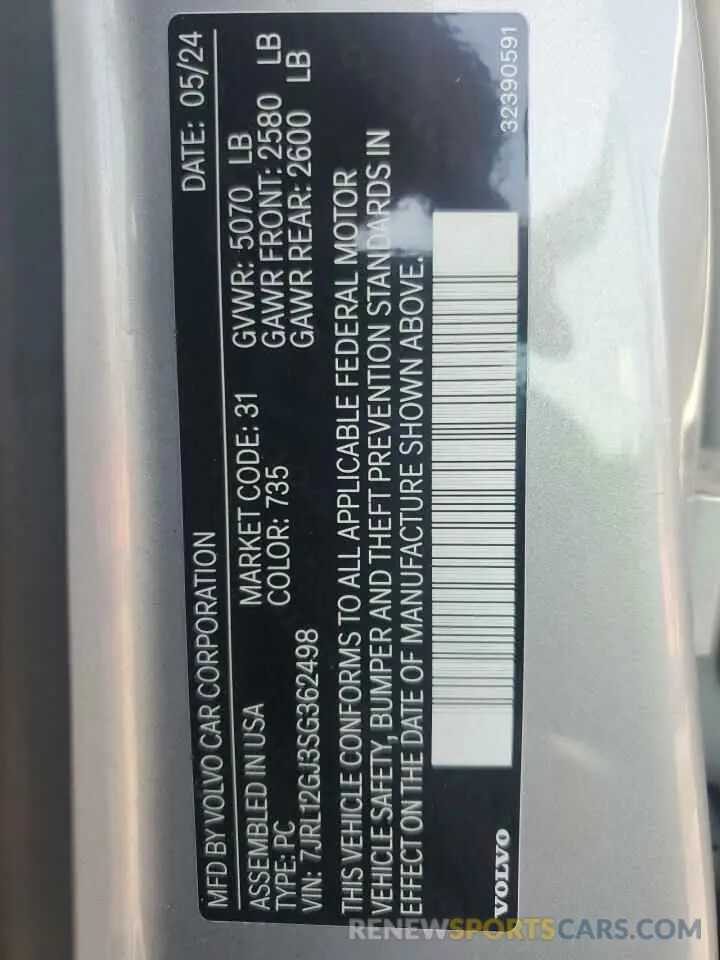 MFD BY VOLVO CAR CORPORATION DATE: 05/24
ASSEMBLED IN USA MARKET CODE: 31 GVWR: 5070 LB
TYPE: PC COLOR: 735 GAWR FRONT: 2580 LB
VIN: 7JRL12GJ3SG362498 GAWR REAR: 2600 LB
THIS VEHICLE CONFORMS TO ALL APPLICABLE FEDERAL MOTOR
VEHICLE SAFETY, BUMPER AND THEFT PREVENTION STANDARDS IN
EFFECT ON THE DATE OF MANUFACTURE SHOWN ABOVE.
VOLVO 32390591
RENEWSPORTSCARS.COM